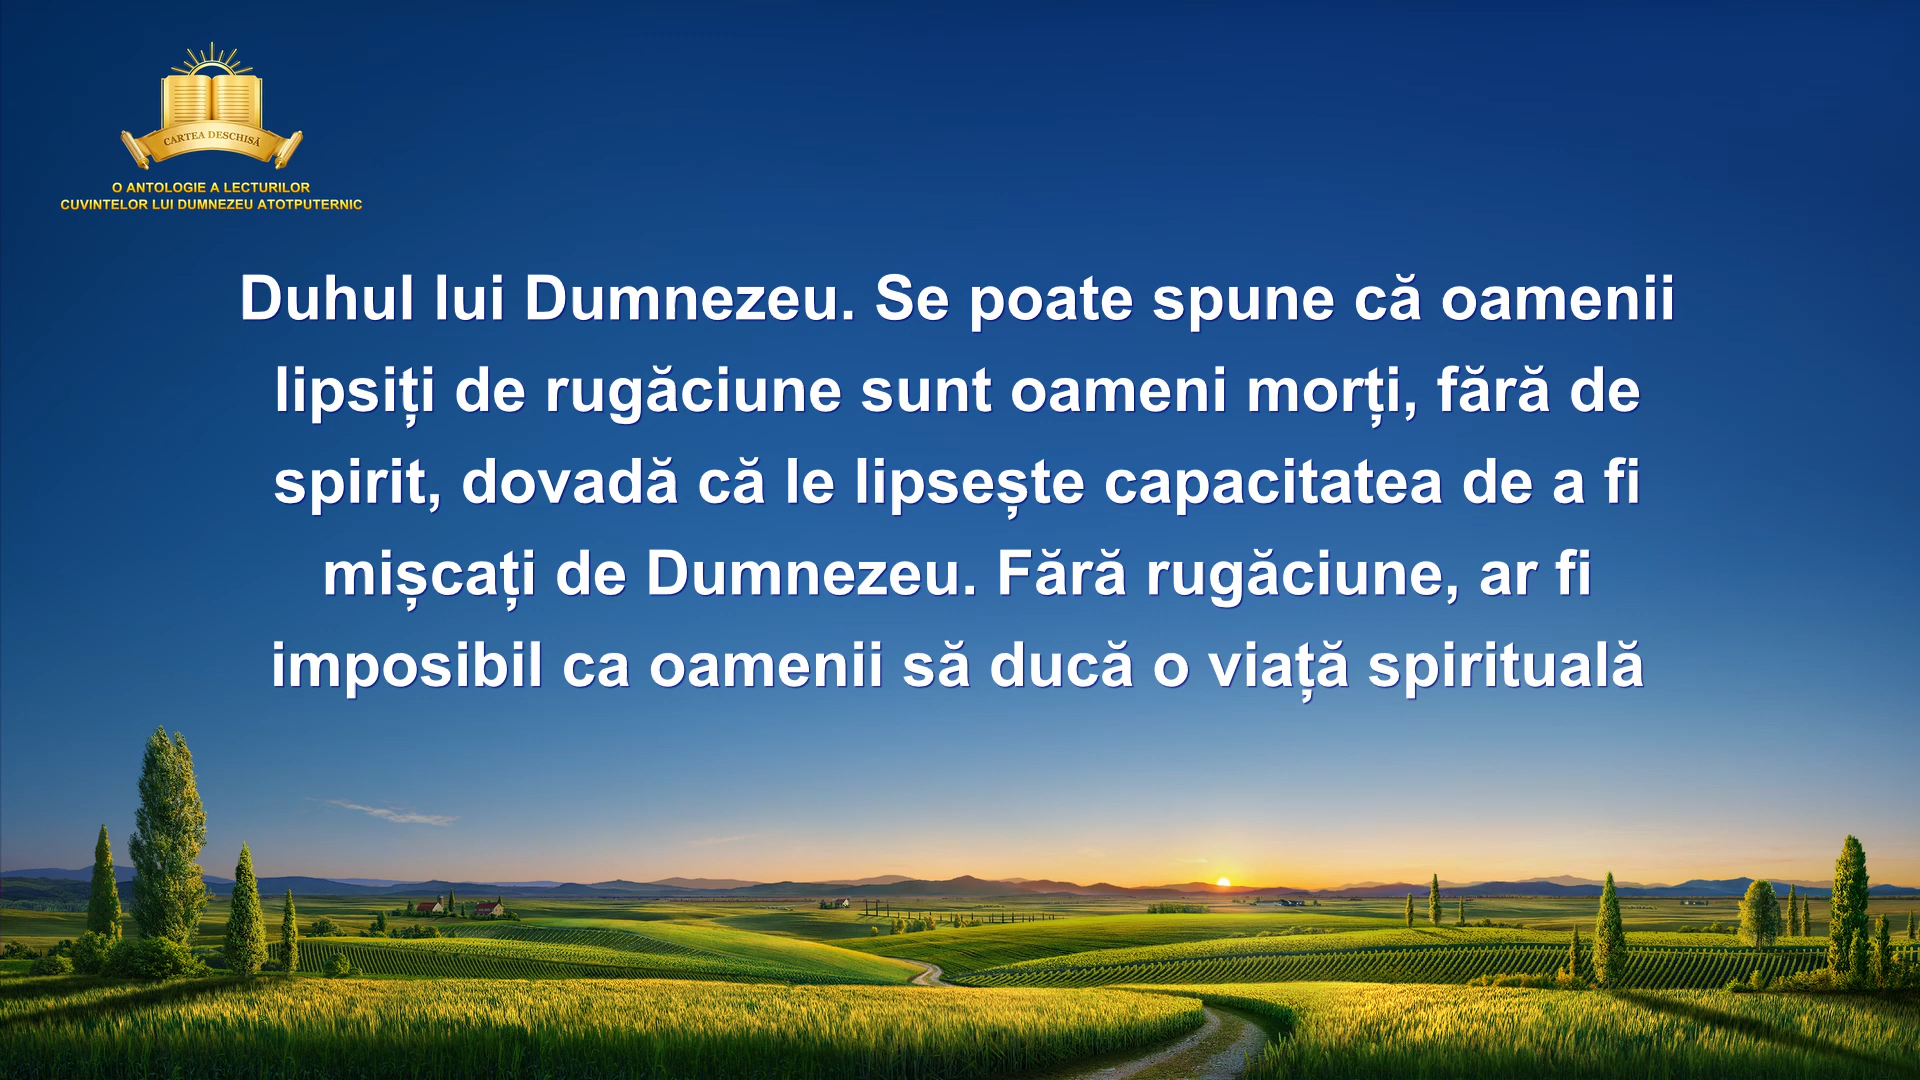 CARTEA DESCHISĂ
O ANTOLOGIE A LECTURILOR
CUVINTELOR LUI DUMNEZEU ATOTPUTERNIC
Duhul lui Dumnezeu. Se poate spune că oamenii
lipsiți de rugăciune sunt oameni morți, fără de
spirit, dovadă că le lipsește capacitatea de a fi
mișcați de Dumnezeu. Fără rugăciune, ar fi
imposibil ca oamenii să ducă o viață spirituală